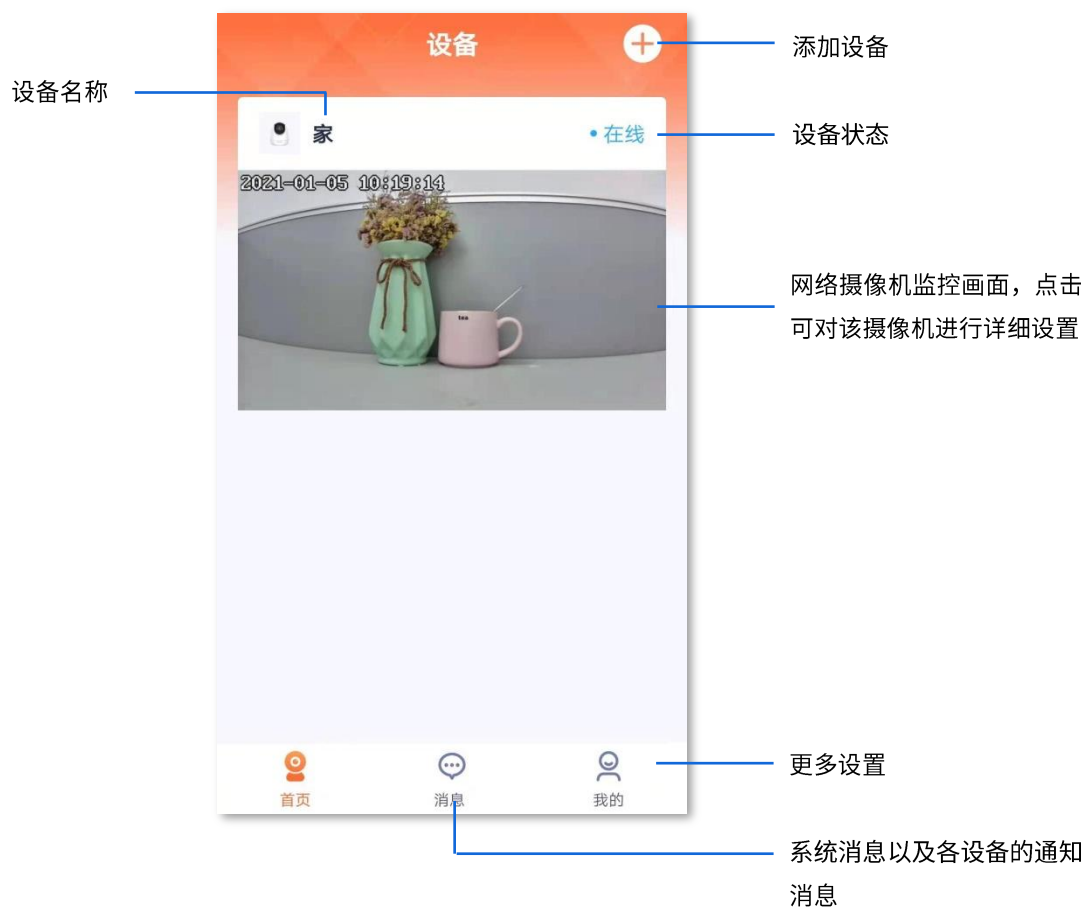 设备
添加设备
设备名称
家
在线
设备状态
2021-01-05 10:19:14
tea
网络摄像机监控画面，点击
可对该摄像机进行详细设置
更多设置
首页
消息
我的
系统消息以及各设备的通知
消息